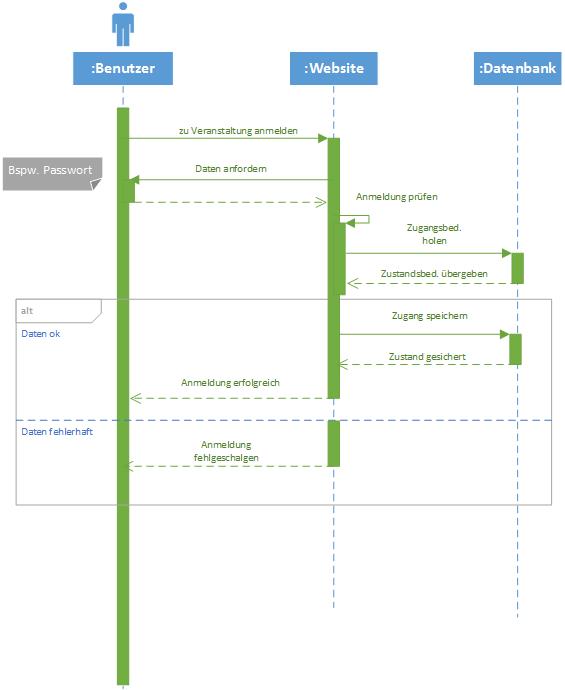 :Benutzer
:Website
:Datenbank
zu Veranstaltung anmelden
Bspw. Passwort
Daten anfordern
Anmeldung prüfen
Zugangsbed.
holen
Zustandsbed. übergeben
alt
Zugang speichern
Daten ok
Zustand gesichert
Anmeldung erfolgreich
Daten fehlerhaft
Anmeldung
fehlgeschalgen